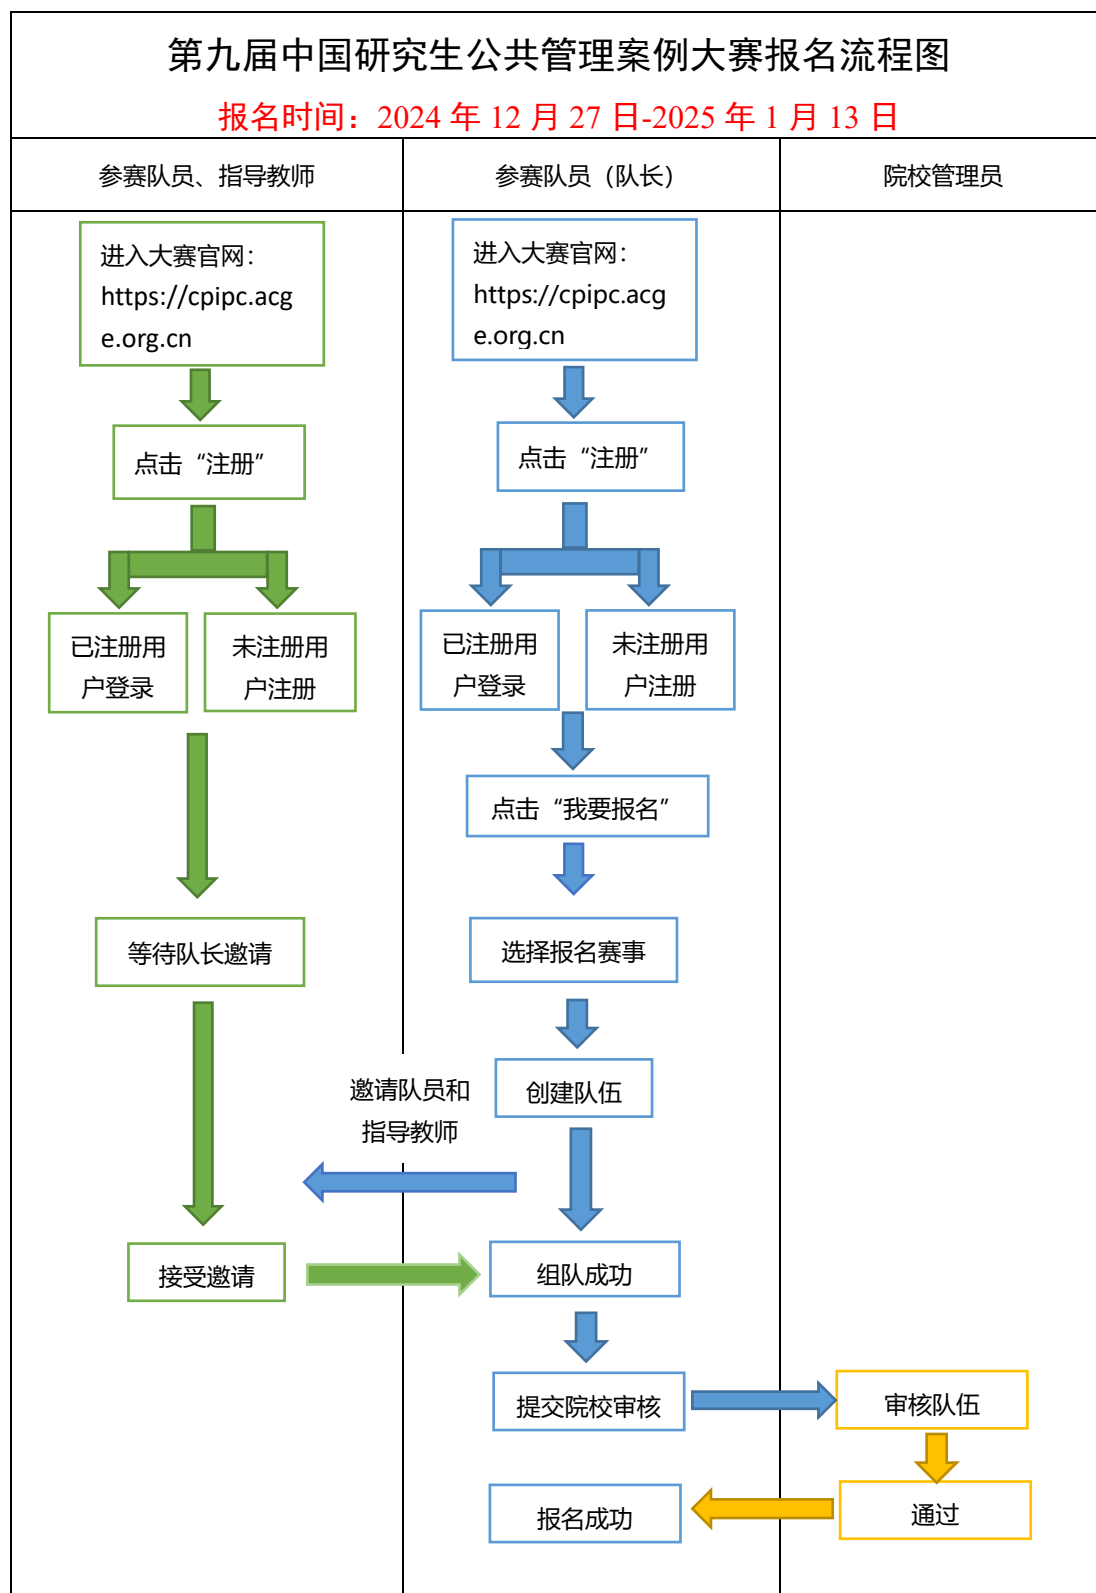 第九届中国研究生公共管理案例大赛报名流程图
报名时间：2024 年 12 月 27 日-2025 年 1 月 13 日
参赛队员、指导教师
参赛队员（队长）
院校管理员
进入大赛官网：
https://cpipc.acg
e.org.cn
进入大赛官网：
https://cpipc.acg
e.org.cn
点击“注册”
点击“注册”
已注册用
户登录
未注册用
户注册
已注册用
户登录
未注册用
户注册
点击“我要报名”
等待队长邀请
选择报名赛事
邀请队员和
指导教师
创建队伍
接受邀请
组队成功
提交院校审核
审核队伍
报名成功
通过